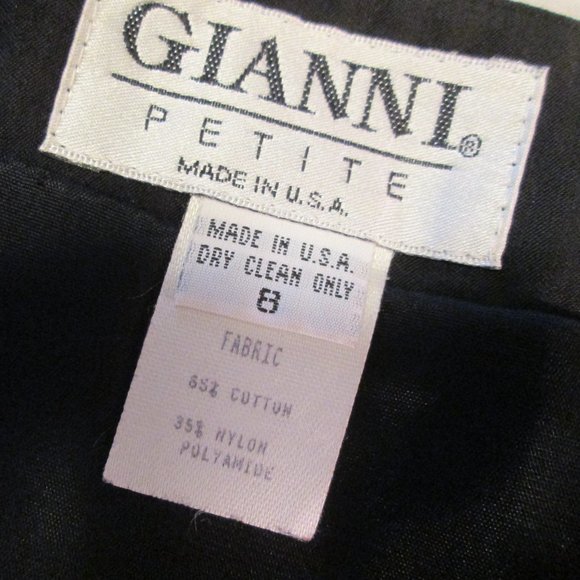 GIANNI®
PETITE
MADE IN U.S.A.
MADE IN U.S.A.
DRY CLEAN ONLY
8
FABRIC
65% COTTON
35% NYLON
POLYAMIDE